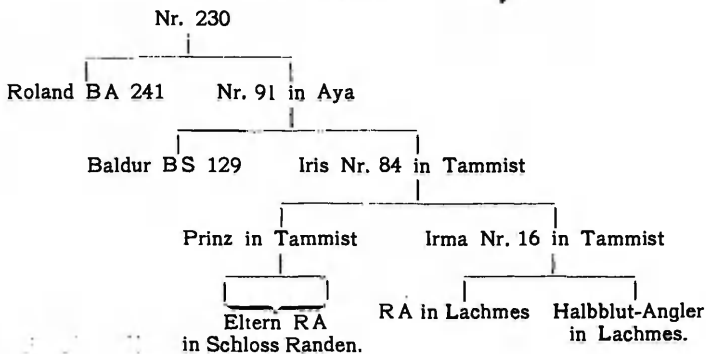 Nr. 230
Roland BA 241 Nr. 91 in Aya
Baldur BS 129 Iris Nr. 84 in Tammist
Prinz in Tammist Irma Nr. 16 in Tammist
Eltern RA RA in Lachmes Halbblut-Angler
in Schloss Randen. in Lachmes.